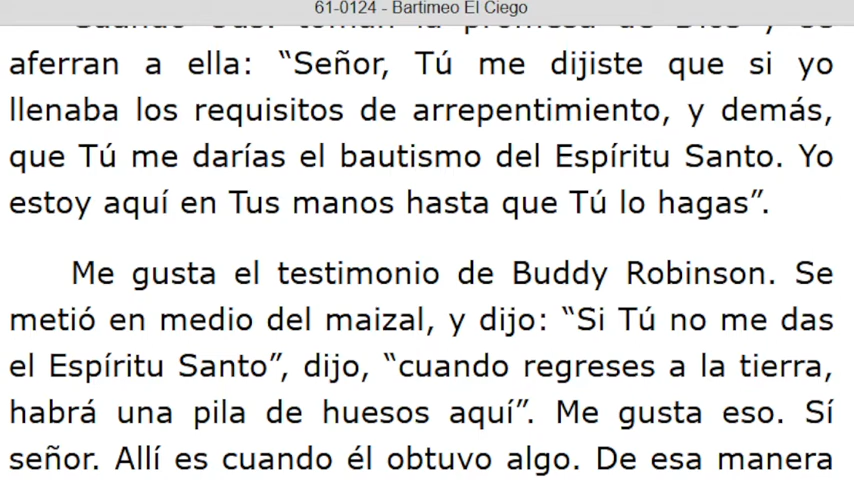 61-0124 - Bartimeo El Ciego
aferran a ella: “Señor, Tú me dijiste que si yo
llenaba los requisitos de arrepentimiento, y demás,
que Tú me darías el bautismo del Espíritu Santo. Yo
estoy aquí en Tus manos hasta que Tú lo hagas”.
Me gusta el testimonio de Buddy Robinson. Se
metió en medio del maizal, y dijo: “Si Tú no me das
el Espíritu Santo”, dijo, “cuando regreses a la tierra,
habrá una pila de huesos aquí”. Me gusta eso. Sí
señor. Allí es cuando él obtuvo algo. De esa manera